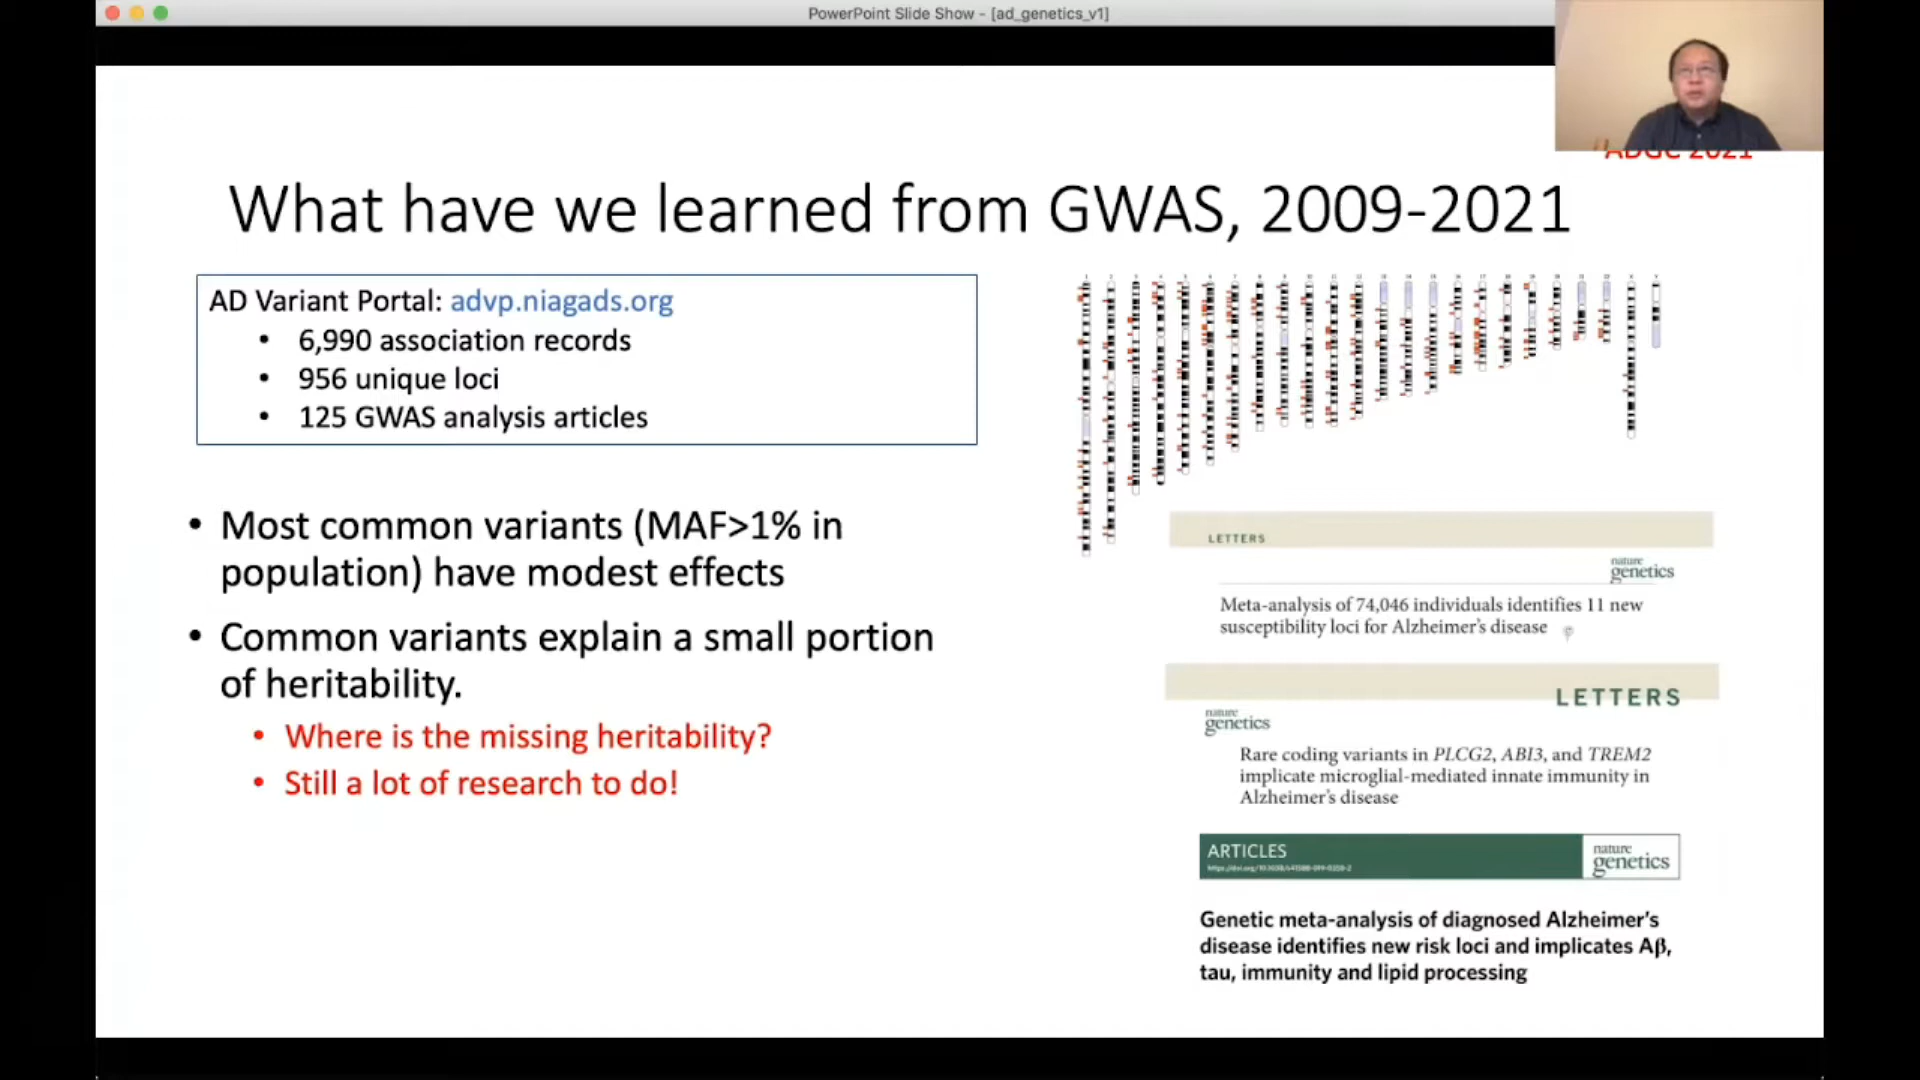 PowerPoint Slide Show - [ad_genetics_v1]
ADGC 2021
What have we learned from GWAS, 2009-2021
AD Variant Portal: advp.niagads.org
• 6,990 association records
• 956 unique loci
• 125 GWAS analysis articles
• Most common variants (MAF>1% in
population) have modest effects
• Common variants explain a small portion
of heritability.
• Where is the missing heritability?
• Still a lot of research to do!
LETTERS
nature
genetics
Meta-analysis of 74,046 individuals identifies 11 new
susceptibility loci for Alzheimer's disease
LETTERS
nature
genetics
Rare coding variants in PLCG2, ABI3, and TREM2
implicate microglial-mediated innate immunity in
Alzheimer's disease
ARTICLES
nature
genetics
Genetic meta-analysis of diagnosed Alzheimer's
disease identifies new risk loci and implicates Aβ,
tau, immunity and lipid processing